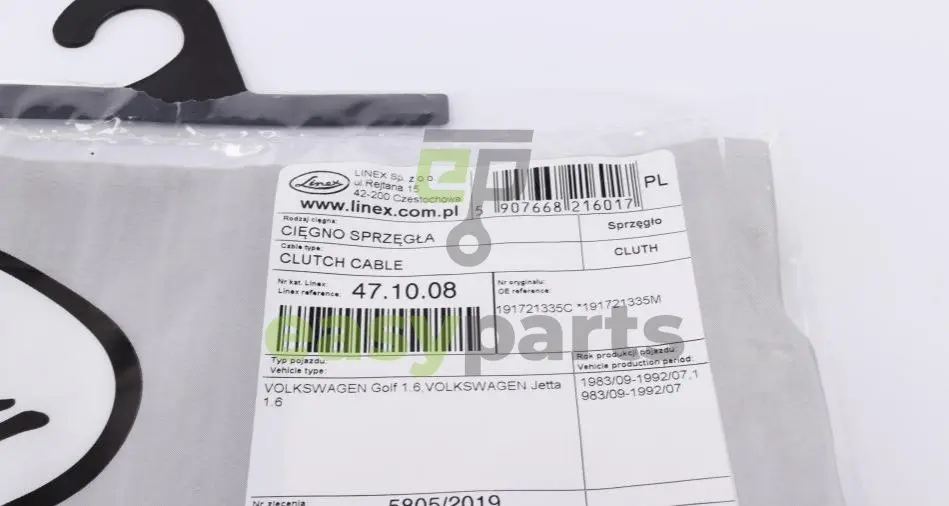 Linex
LINEX Sp. z o.o.
ul. Rejtana 15
42-200 Częstochowa
www.linex.com.pl
5 907668 216017
PL
Rodzaj cięgna:
CIĘGNO SPRZĘGŁA
Sprzęgło
Cable type:
CLUTCH CABLE
CLUTH
Nr kat. Linex:
Linex reference:
47.10.08
Nr oryginału:
OE reference:
191721335C *191721335M
easyparts
Typ pojazdu:
Vehicle type:
Rok produkcji pojazdu:
Vehicle production period:
VOLKSWAGEN Golf 1.6,VOLKSWAGEN Jetta
1.6
1983/09-1992/07,1
983/09-1992/07
Nr zlecenia
5805/2019